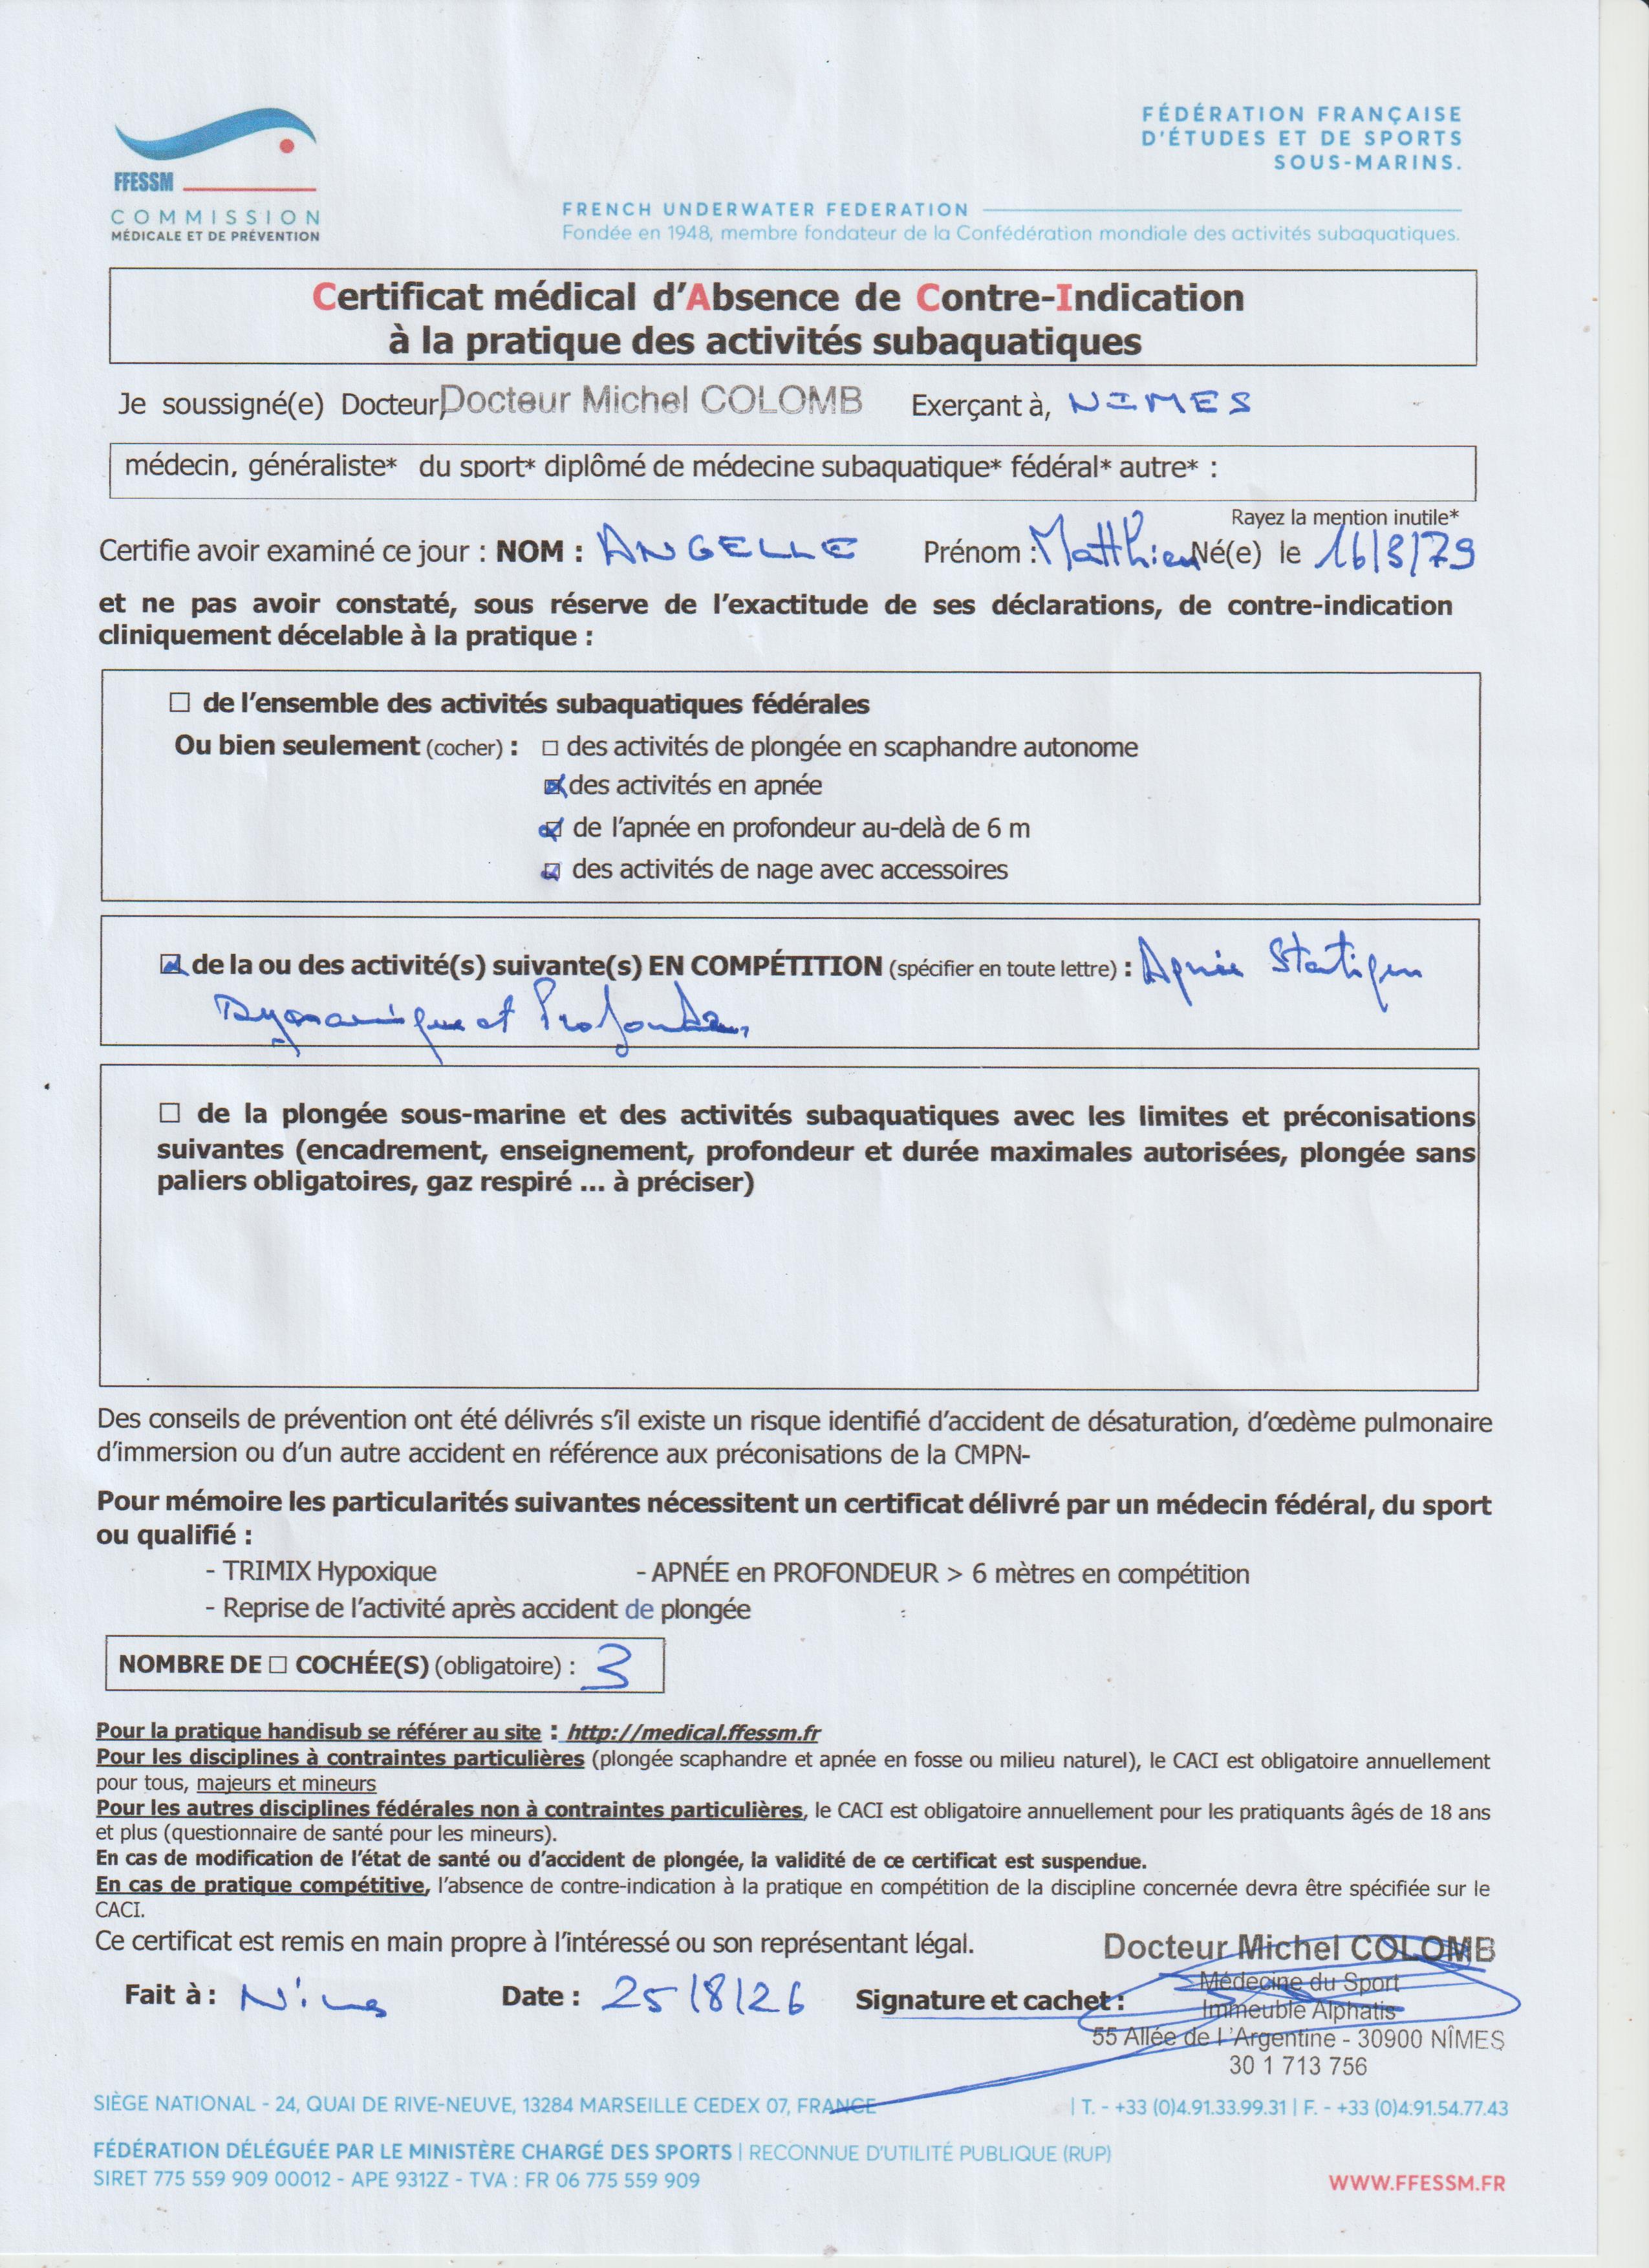 FFESSM
COMMISSION
MÉDICALE ET DE PRÉVENTION
FÉDÉRATION FRANÇAISE
D'ÉTUDES ET DE SPORTS
SOUS-MARINS.
FRENCH UNDERWATER FEDERATION
Fondée en 1948, membre fondateur de la Confédération mondiale des activités subaquatiques.
Certificat médical d'Absence de Contre-Indication
à la pratique des activités subaquatiques
Je soussigné(e) Docteur, Docteur Michel COLOMB Exerçant à, NIMES
médecin, généraliste* du sport* diplômé de médecine subaquatique* fédéral* autre* :
Rayez la mention inutile*
Certifie avoir examiné ce jour : NOM : ANGELLE Prénom : Matthieu Né(e) le 16/3/79
et ne pas avoir constaté, sous réserve de l'exactitude de ses déclarations, de contre-indication
cliniquement décelable à la pratique :
☐ de l'ensemble des activités subaquatiques fédérales
Ou bien seulement (cocher) : ☐ des activités de plongée en scaphandre autonome
☒ des activités en apnée
☒ de l'apnée en profondeur au-delà de 6 m
☒ des activités de nage avec accessoires
☒ de la ou des activité(s) suivante(s) EN COMPÉTITION (spécifier en toute lettre) : Apnée Statique
Dynamique et Profondeur
☐ de la plongée sous-marine et des activités subaquatiques avec les limites et préconisations
suivantes (encadrement, enseignement, profondeur et durée maximales autorisées, plongée sans
paliers obligatoires, gaz respiré ... à préciser)
Des conseils de prévention ont été délivrés s'il existe un risque identifié d'accident de désaturation, d'œdème pulmonaire
d'immersion ou d'un autre accident en référence aux préconisations de la CMPN-
Pour mémoire les particularités suivantes nécessitent un certificat délivré par un médecin fédéral, du sport
ou qualifié :
- TRIMIX Hypoxique - APNÉE en PROFONDEUR > 6 mètres en compétition
- Reprise de l'activité après accident de plongée
NOMBRE DE ☐ COCHÉE(S) (obligatoire) : 3
Pour la pratique handisub se référer au site : http://medical.ffessm.fr
Pour les disciplines à contraintes particulières (plongée scaphandre et apnée en fosse ou milieu naturel), le CACI est obligatoire annuellement
pour tous, majeurs et mineurs
Pour les autres disciplines fédérales non à contraintes particulières, le CACI est obligatoire annuellement pour les pratiquants âgés de 18 ans
et plus (questionnaire de santé pour les mineurs).
En cas de modification de l'état de santé ou d'accident de plongée, la validité de ce certificat est suspendue.
En cas de pratique compétitive, l'absence de contre-indication à la pratique en compétition de la discipline concernée devra être spécifiée sur le
CACI.
Ce certificat est remis en main propre à l'intéressé ou son représentant légal.
Fait à : Nîmes Date : 25/8/26 Signature et cachet :
Docteur Michel COLOMB
Médecine du Sport
Immeuble Alphatis
55 Allée de L'Argentine - 30900 NÎMES
30 1 713 756
SIÈGE NATIONAL - 24, QUAI DE RIVE-NEUVE, 13284 MARSEILLE CEDEX 07, FRANCE | T. - +33 (0)4.91.33.99.31 | F. - +33 (0)4.91.54.77.43
FÉDÉRATION DÉLÉGUÉE PAR LE MINISTÈRE CHARGÉ DES SPORTS | RECONNUE D'UTILITÉ PUBLIQUE (RUP)
SIRET 775 559 909 00012 - APE 9312Z - TVA : FR 06 775 559 909
WWW.FFESSM.FR